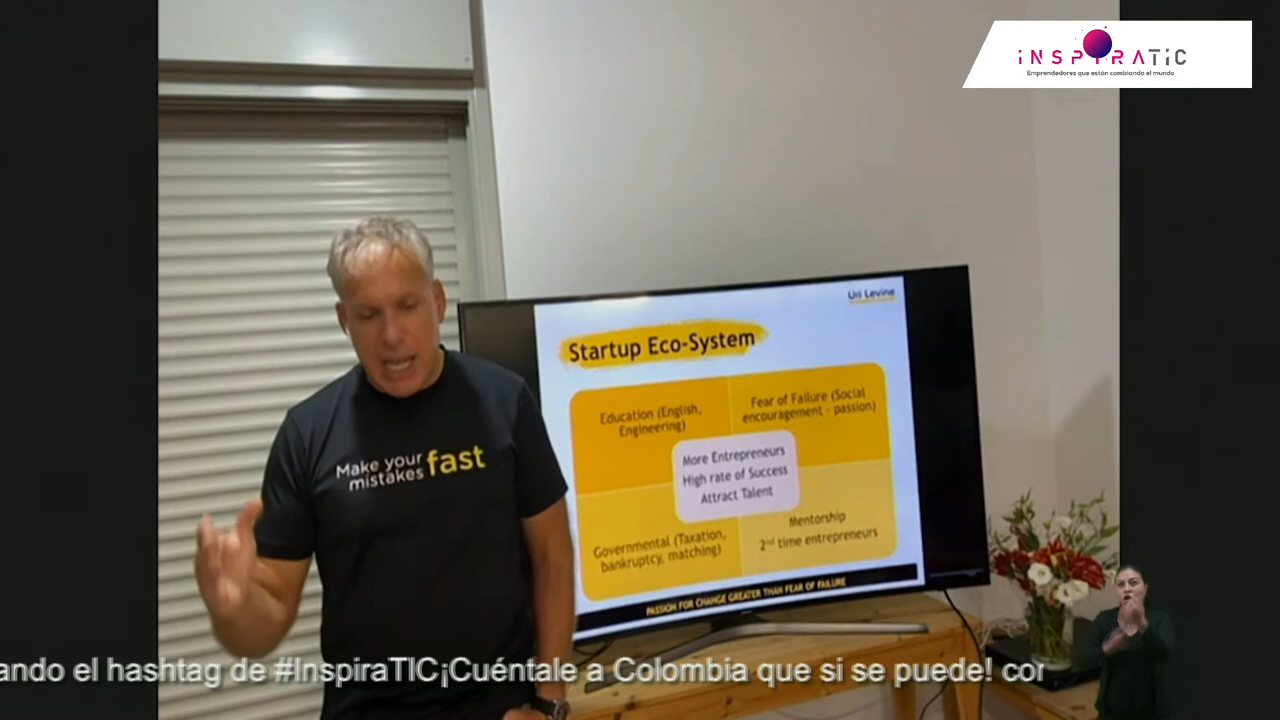 INSPIRATIC
Emprendedores que están cambiando el mundo
Uri Levine
Startup Eco-System
Education (English,
Engineering)
Fear of Failure (Social
encouragement - passion)
More Entrepreneurs
High rate of Success
Attract Talent
Governmental (Taxation,
bankruptcy, matching)
Mentorship
2nd time entrepreneurs
PASSION FOR CHANGE GREATER THAN FEAR OF FAILURE
Make your
mistakes fast
ando el hashtag de #InspiraTIC¡Cuéntale a Colombia que si se puede! cor